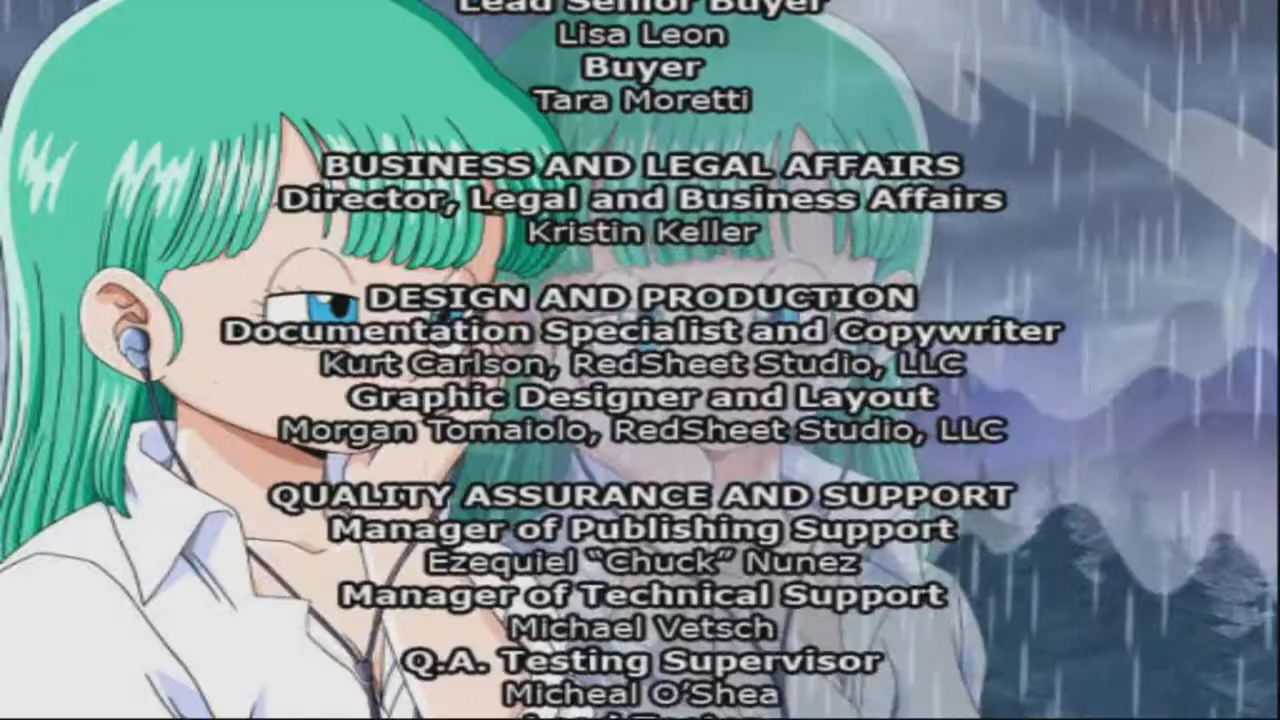 Lead Senior Buyer
Lisa Leon
Buyer
Tara Moretti
BUSINESS AND LEGAL AFFAIRS
Director, Legal and Business Affairs
Kristin Keller
DESIGN AND PRODUCTION
Documentation Specialist and Copywriter
Kurt Carlson, RedSheet Studio, LLC
Graphic Designer and Layout
Morgan Tomaiolo, RedSheet Studio, LLC
QUALITY ASSURANCE AND SUPPORT
Manager of Publishing Support
Ezequiel “Chuck” Nunez
Manager of Technical Support
Michael Vetsch
Q.A. Testing Supervisor
Micheal O’Shea